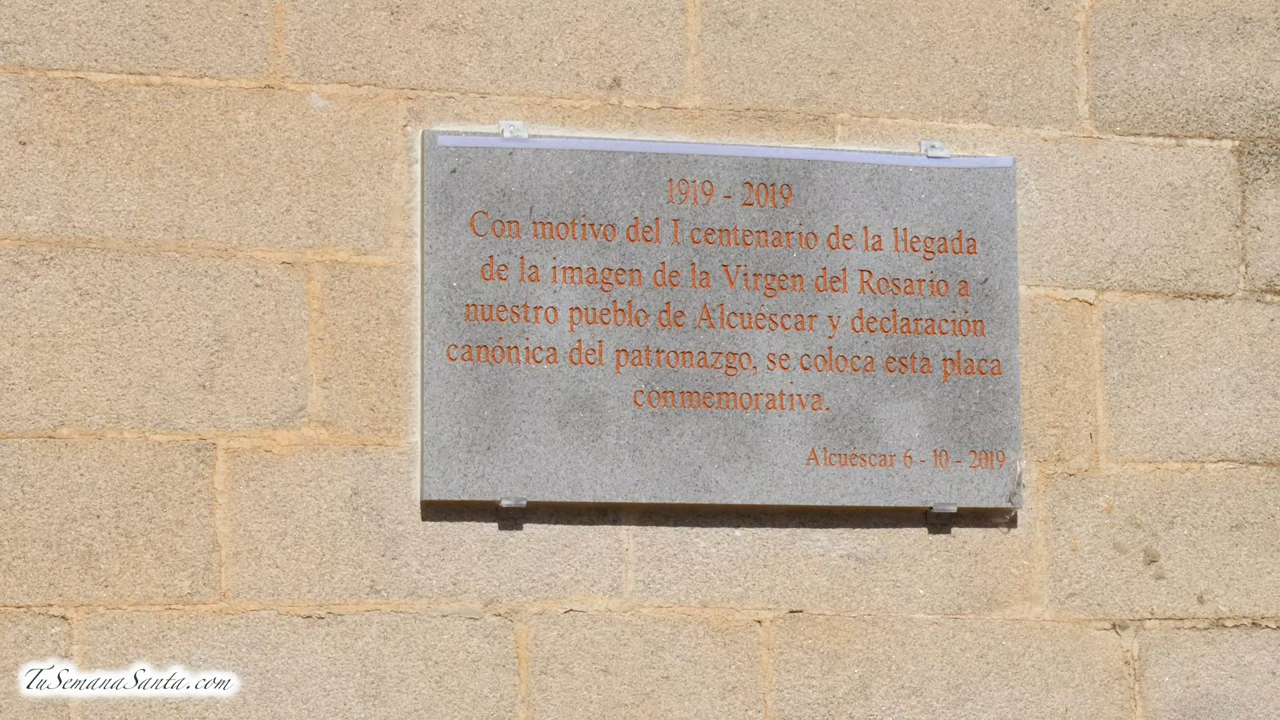 1919 - 2019
Con motivo del I centenario de la llegada
de la imagen de la Virgen del Rosario a
nuestro pueblo de Alcuéscar y declaración
canónica del patronazgo, se coloca esta placa
conmemorativa.
Alcuéscar 6 - 10 - 2019
TuSemanaSanta.com